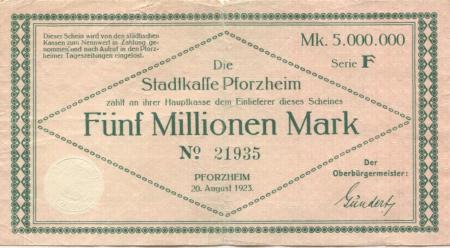 Dieser Schein wird von den städtischen
Kassen zum Nennwert in Zahlung ge-
nommen und nach Aufruf in den Pforz-
heimer Tageszeitungen eingelöst.
Mk. 5.000.000
Serie F
Die
Stadtkasse Pforzheim
zahlt an ihrer Hauptkasse dem Einlieferer dieses Scheines
Fünf Millionen Mark
No 21935
PFORZHEIM
20. August 1923.
Der
Oberbürgermeister:
Gündert